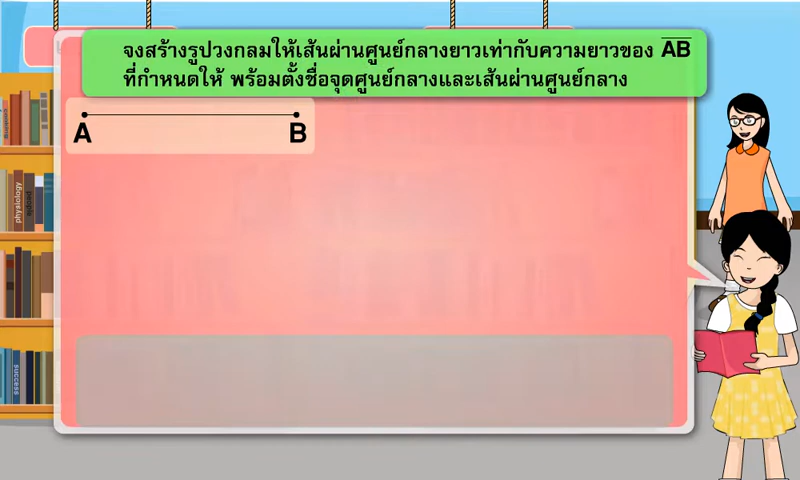 จงสร้างรูปวงกลมให้เส้นผ่านศูนย์กลางยาวเท่ากับความยาวของ AB
ที่กำหนดให้ พร้อมตั้งชื่อจุดศูนย์กลางและเส้นผ่านศูนย์กลาง
A B
physiology
success